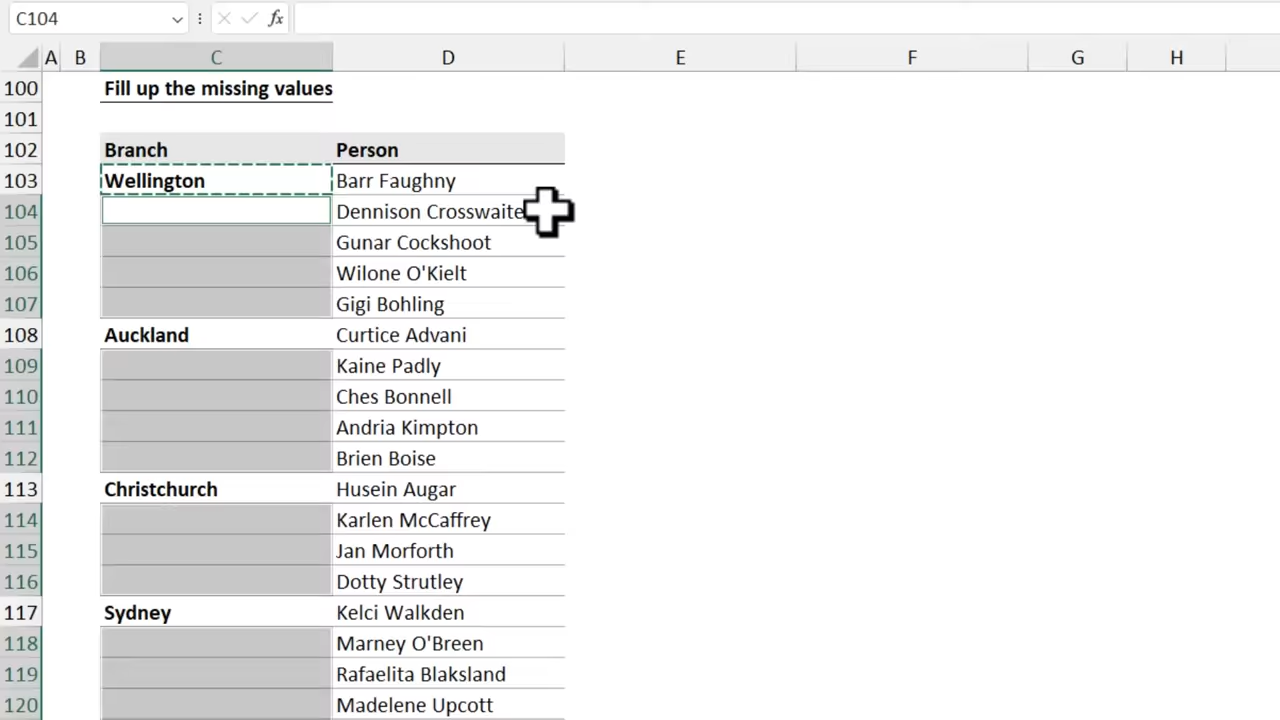 C104 fx
A B C D E F G H
100 Fill up the missing values
101
102 Branch Person
103 Wellington Barr Faughny
104 Dennison Crosswaite
105 Gunar Cockshoot
106 Wilone O'Kielt
107 Gigi Bohling
108 Auckland Curtice Advani
109 Kaine Padly
110 Ches Bonnell
111 Andria Kimpton
112 Brien Boise
113 Christchurch Husein Augar
114 Karlen McCaffrey
115 Jan Morforth
116 Dotty Strutley
117 Sydney Kelci Walkden
118 Marney O'Breen
119 Rafaelita Blaksland
120 Madelene Upcott